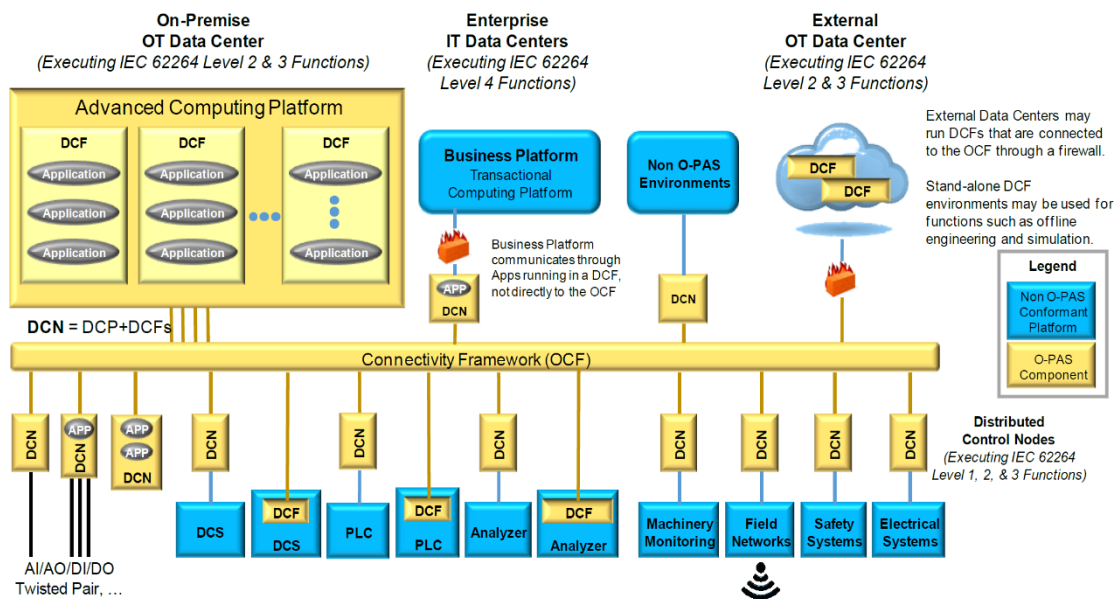 On-Premise
OT Data Center
(Executing IEC 62264 Level 2 & 3 Functions)
Enterprise
IT Data Centers
(Executing IEC 62264
Level 4 Functions)
External
OT Data Center
(Executing IEC 62264
Level 2 & 3 Functions)
Advanced Computing Platform
DCF
Application
Application
Application
DCF
Application
Application
Application
DCF
Application
Application
Business Platform
Transactional
Computing Platform
Non O-PAS
Environments
DCF
DCF
External Data Centers may
run DCFs that are connected
to the OCF through a firewall.
Stand-alone DCF
environments may be used for
functions such as offline
engineering and simulation.
Business Platform
communicates through
Apps running in a DCF,
not directly to the OCF
APP
DCN
DCN
Legend
Non O-PAS
Conformant
Platform
O-PAS
Component
DCN = DCP+DCFs
Connectivity Framework (OCF)
DCN
APP
DCN
APP
APP
DCN
DCN
DCN
DCN
DCN
DCN
DCN
DCN
Distributed
Control Nodes
(Executing IEC 62264
Level 1, 2, & 3 Functions)
DCS
DCF
DCS
PLC
DCF
PLC
Analyzer
DCF
Analyzer
Machinery
Monitoring
Field
Networks
Safety
Systems
Electrical
Systems
AI/AO/DI/DO
Twisted Pair, …